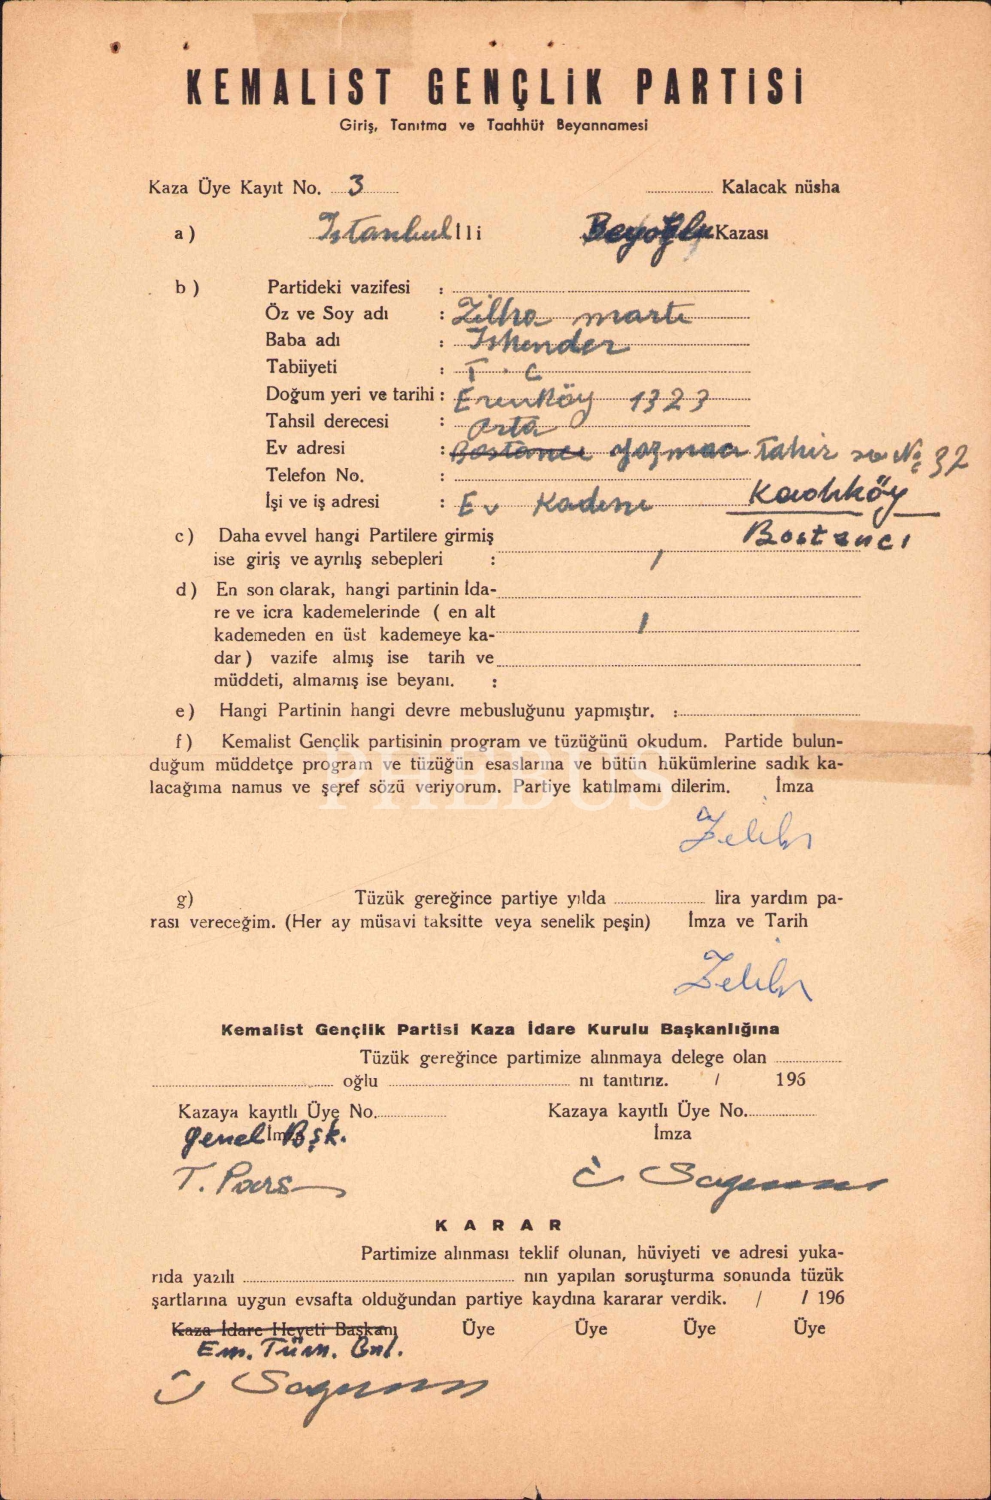 KEMALİST GENÇLİK PARTİSİ
Giriş, Tanıtma ve Taahhüt Beyannamesi
Kaza Üye Kayıt No. 3 Kalacak nüsha
a) İstanbul İli Beyoğlu Kazası
b) Partideki vazifesi :
Öz ve Soy adı : marti
Baba adı : İskender
Tabiiyeti : T. C
Doğum yeri ve tarihi : Erenköy 1323
Tahsil derecesi : Orta
Ev adresi : Bostancı Yazmacı Tahir No 32
Telefon No. :
İşi ve iş adresi : Ev Kadını Kadıköy
Bostancı
c) Daha evvel hangi Partilere girmiş
ise giriş ve ayrılış sebepleri : /
d) En son olarak, hangi partinin İda-
re ve icra kademelerinde ( en alt
kademeden en üst kademeye ka- /
dar ) vazife almış ise tarih ve
müddeti, almamış ise beyanı. :
e) Hangi Partinin hangi devre mebusluğunu yapmıştır. :
f) Kemalist Gençlik partisinin program ve tüzüğünü okudum. Partide bulun-
duğum müddetçe program ve tüzüğün esaslarına ve bütün hükümlerine sadık ka-
PHEBUS
lacağıma namus ve şeref sözü veriyorum. Partiye katılmamı dilerim. İmza
g) Tüzük gereğince partiye yılda lira yardım pa-
rası vereceğim. (Her ay müsavi taksitte veya senelik peşin) İmza ve Tarih
Kemalist Gençlik Partisi Kaza İdare Kurulu Başkanlığına
Tüzük gereğince partimize alınmaya delege olan
oğlu nı tanıtırız. / 196
Kazaya kayıtlı Üye No. Kazaya kayıtlı Üye No.
İmza İmza
Genel Bşk.
T. Pars
KARAR
Partimize alınması teklif olunan, hüviyeti ve adresi yuka-
rıda yazılı nın yapılan soruşturma sonunda tüzük
şartlarına uygun evsafta olduğundan partiye kaydına kararar verdik. / / 196
Kaza İdare Heyeti Başkanı Üye Üye Üye Üye
Em. Tüm. Gnl.